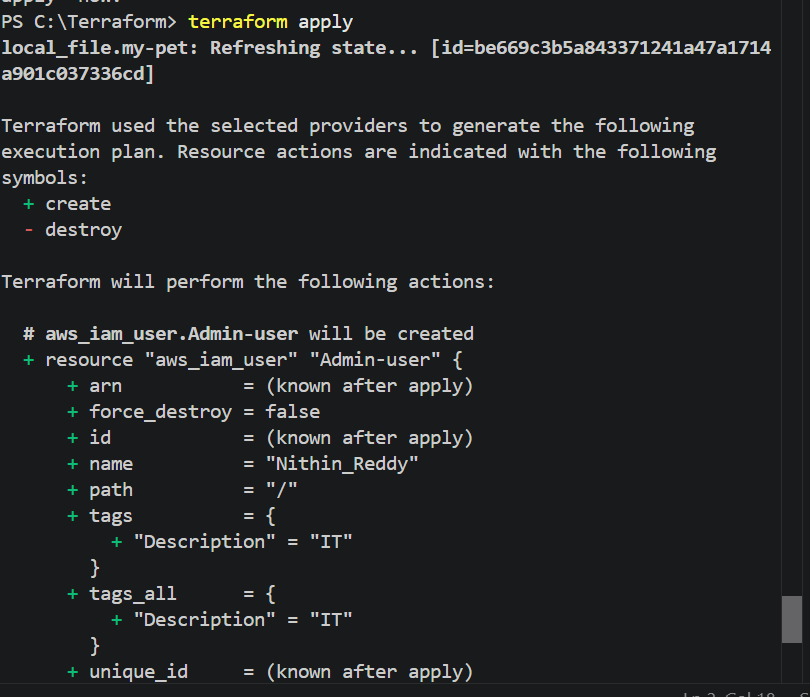 PS C:\Terraform> terraform apply
local_file.my-pet: Refreshing state... [id=be669c3b5a843371241a47a1714
a901c037336cd]
Terraform used the selected providers to generate the following
execution plan. Resource actions are indicated with the following
symbols:
  + create
  - destroy
Terraform will perform the following actions:
  # aws_iam_user.Admin-user will be created
  + resource "aws_iam_user" "Admin-user" {
      + arn           = (known after apply)
      + force_destroy = false
      + id            = (known after apply)
      + name          = "Nithin_Reddy"
      + path          = "/"
      + tags          = {
          + "Description" = "IT"
        }
      + tags_all      = {
          + "Description" = "IT"
        }
      + unique_id     = (known after apply)